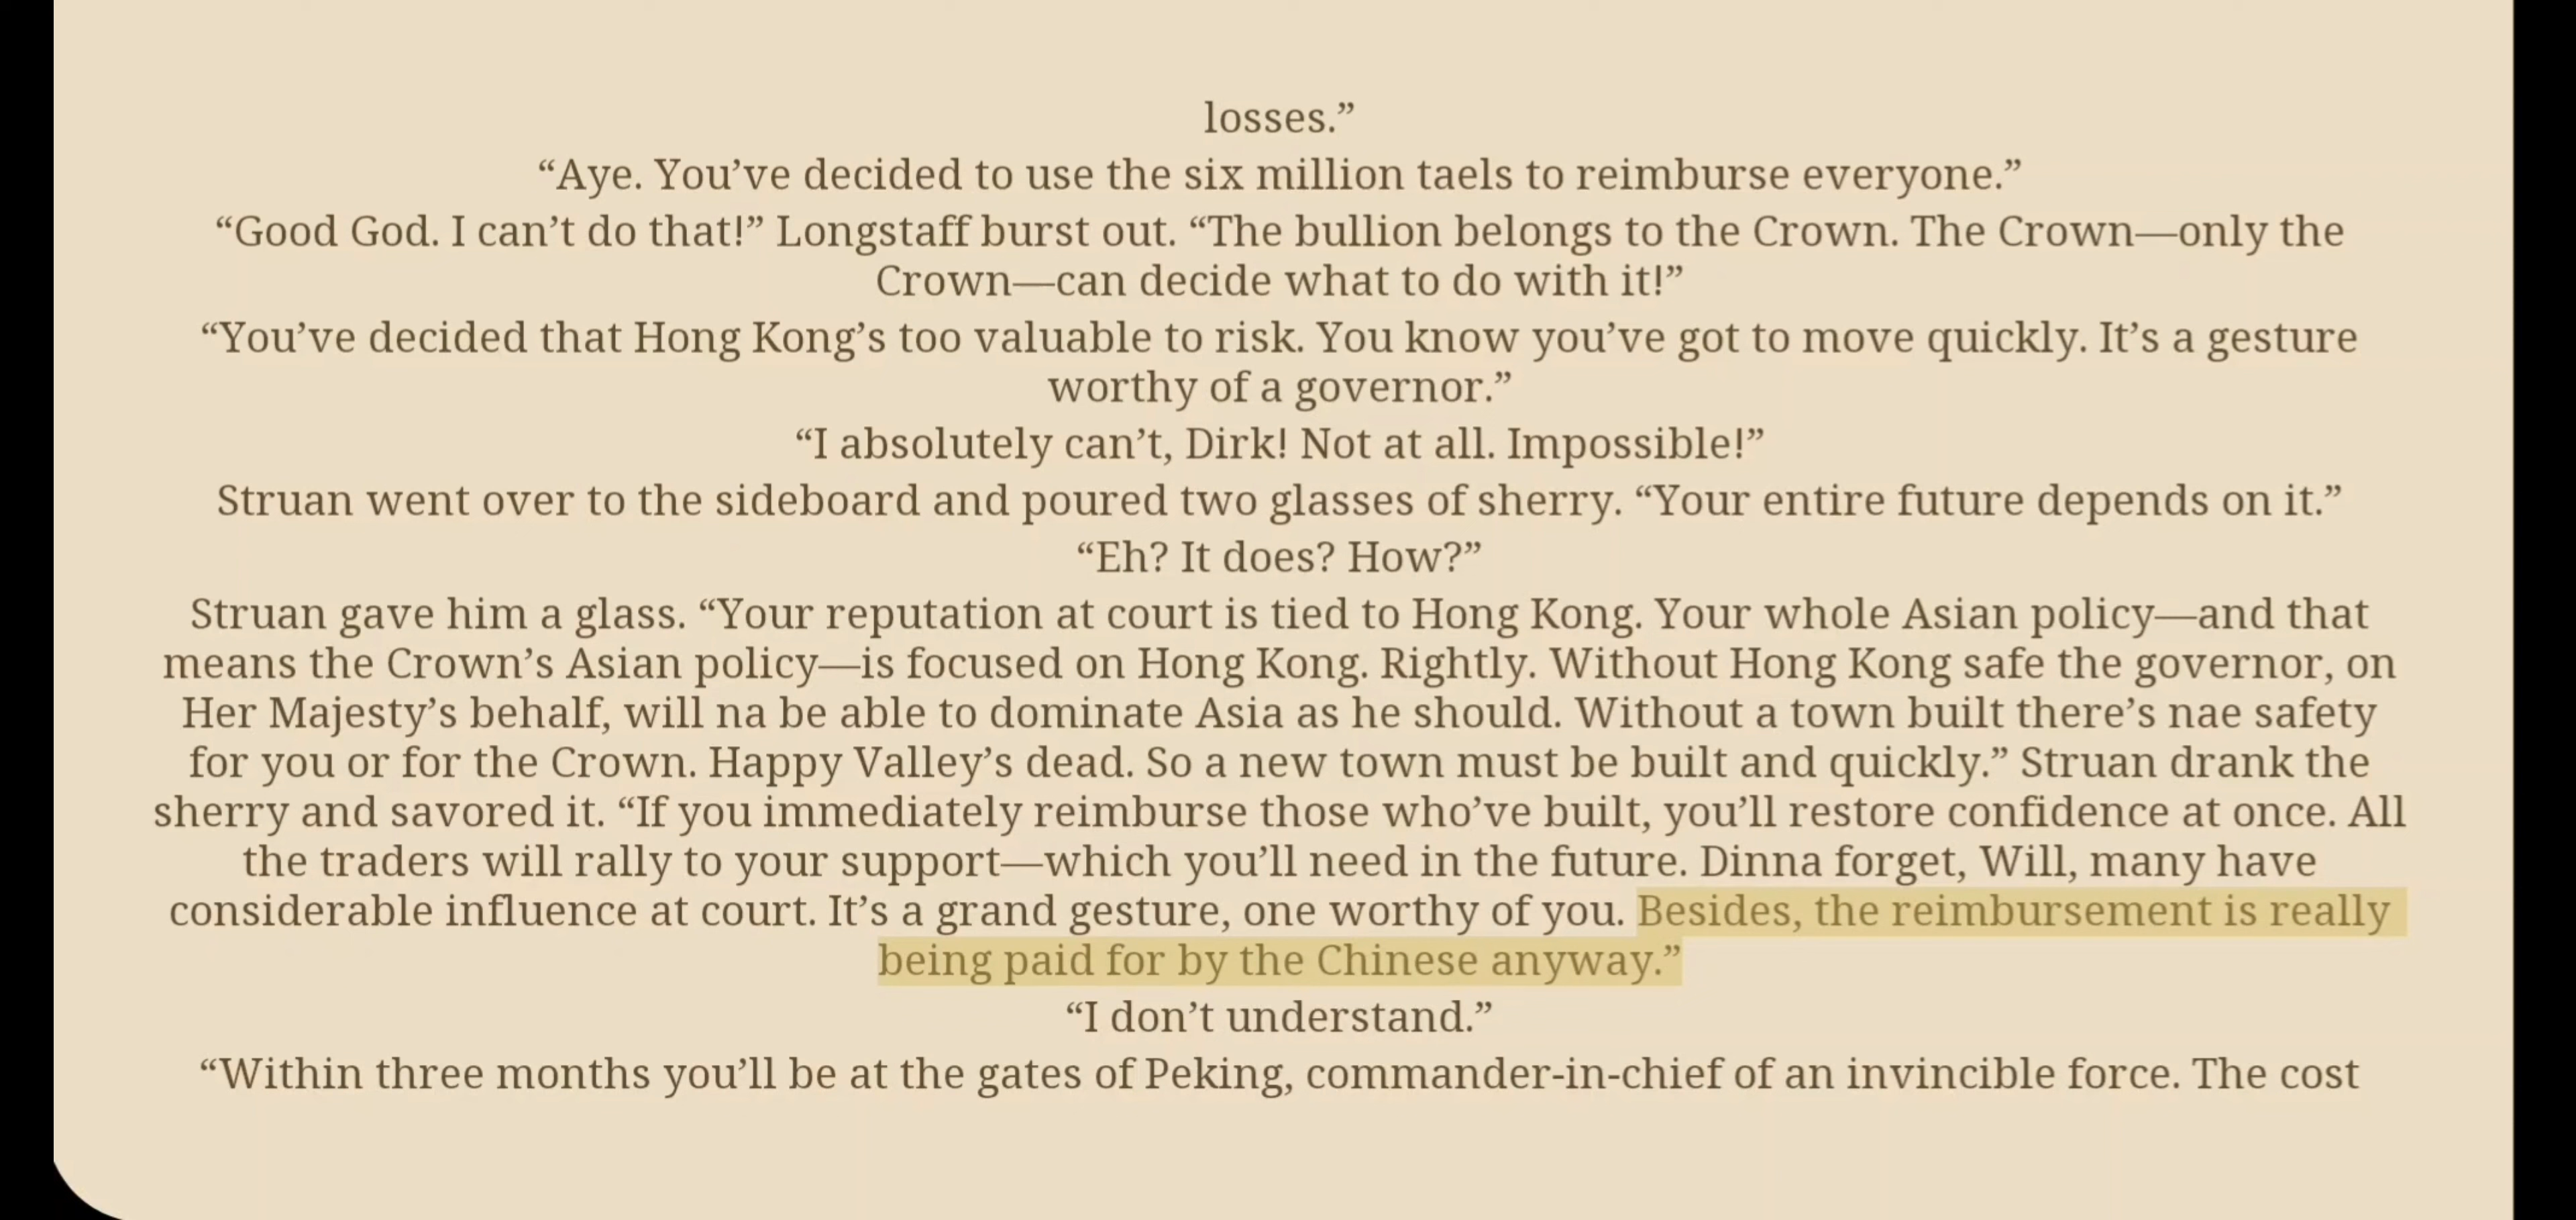 losses.”
“Aye. You’ve decided to use the six million taels to reimburse everyone.”
“Good God. I can’t do that!” Longstaff burst out. “The bullion belongs to the Crown. The Crown—only the
Crown—can decide what to do with it!”
“You’ve decided that Hong Kong’s too valuable to risk. You know you’ve got to move quickly. It’s a gesture
worthy of a governor.”
“I absolutely can’t, Dirk! Not at all. Impossible!”
Struan went over to the sideboard and poured two glasses of sherry. “Your entire future depends on it.”
“Eh? It does? How?”
Struan gave him a glass. “Your reputation at court is tied to Hong Kong. Your whole Asian policy—and that
means the Crown’s Asian policy—is focused on Hong Kong. Rightly. Without Hong Kong safe the governor, on
Her Majesty’s behalf, will na be able to dominate Asia as he should. Without a town built there’s nae safety
for you or for the Crown. Happy Valley’s dead. So a new town must be built and quickly.” Struan drank the
sherry and savored it. “If you immediately reimburse those who’ve built, you’ll restore confidence at once. All
the traders will rally to your support—which you’ll need in the future. Dinna forget, Will, many have
considerable influence at court. It’s a grand gesture, one worthy of you. Besides, the reimbursement is really
being paid for by the Chinese anyway.”
“I don’t understand.”
“Within three months you’ll be at the gates of Peking, commander-in-chief of an invincible force. The cost